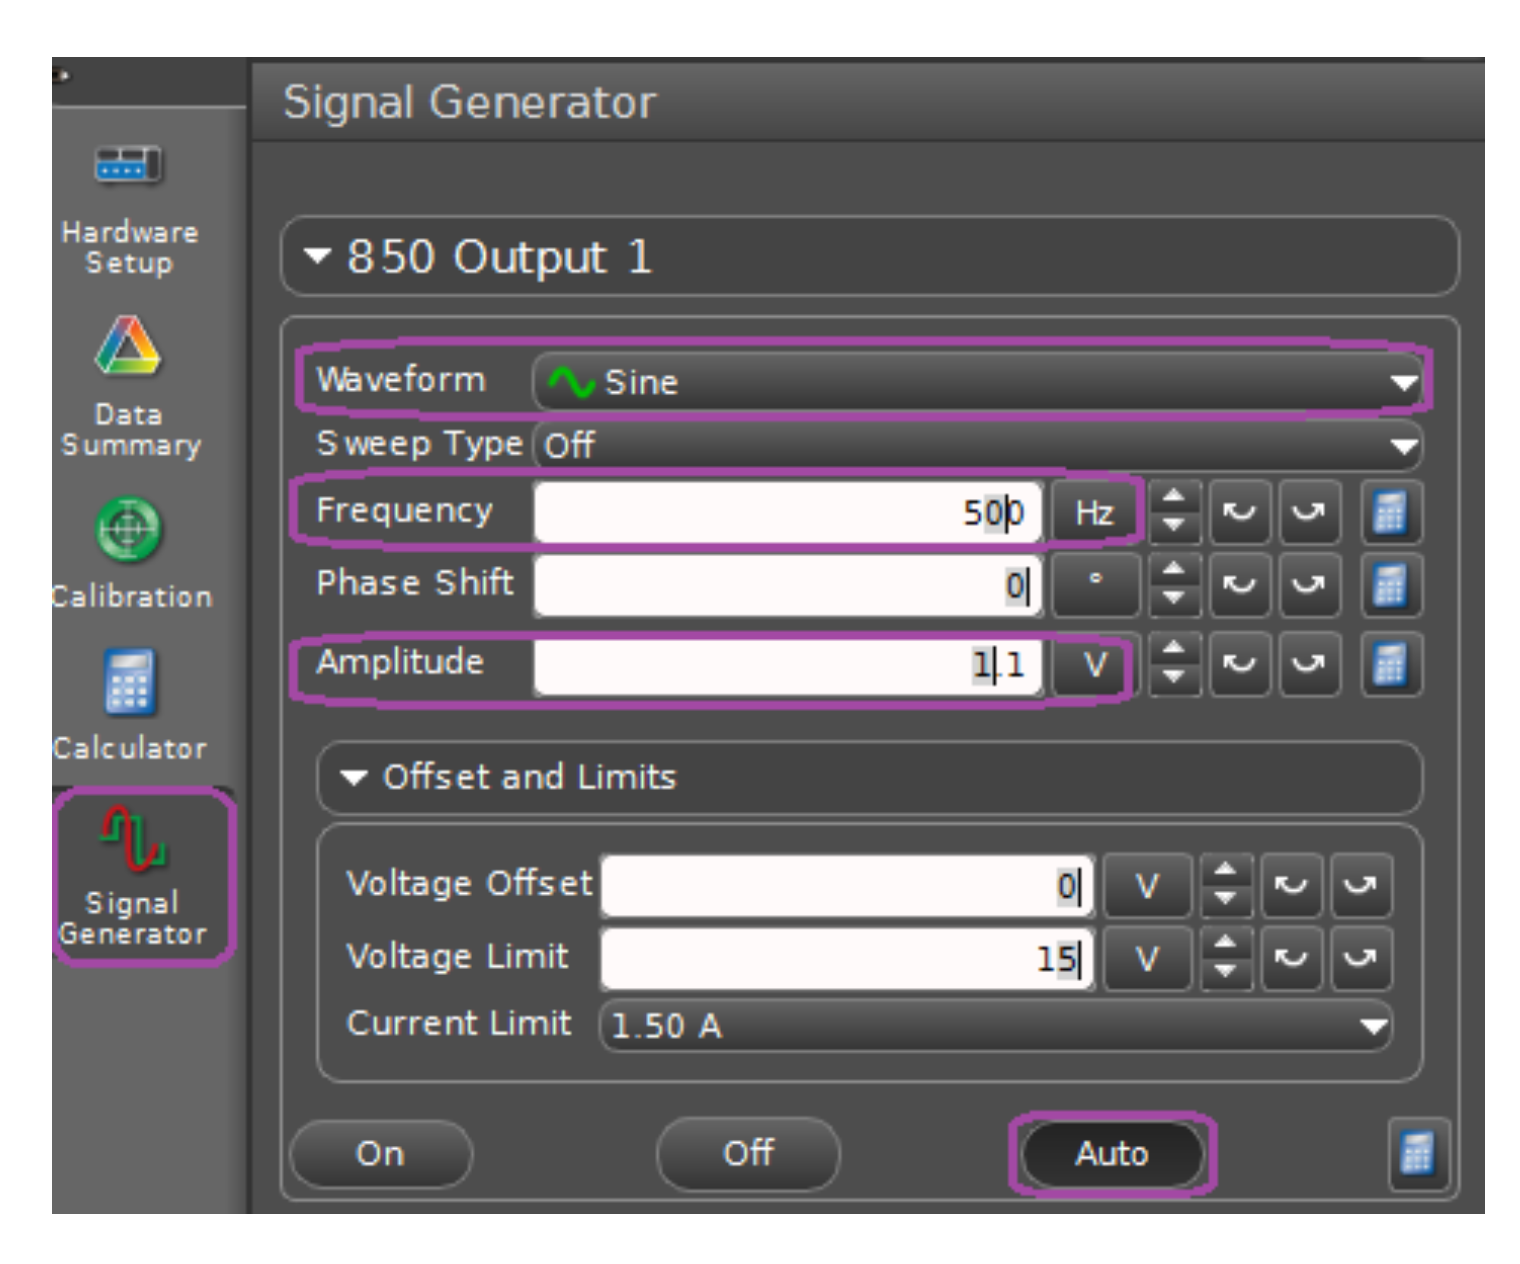 Signal Generator
Hardware
Setup
Data
Summary
Calibration
Calculator
Signal
Generator
850 Output 1
Waveform Sine
Sweep Type Off
Frequency 500 Hz
Phase Shift 0 °
Amplitude 1.1 V
Offset and Limits
Voltage Offset 0 V
Voltage Limit 15 V
Current Limit 1.50 A
On Off Auto